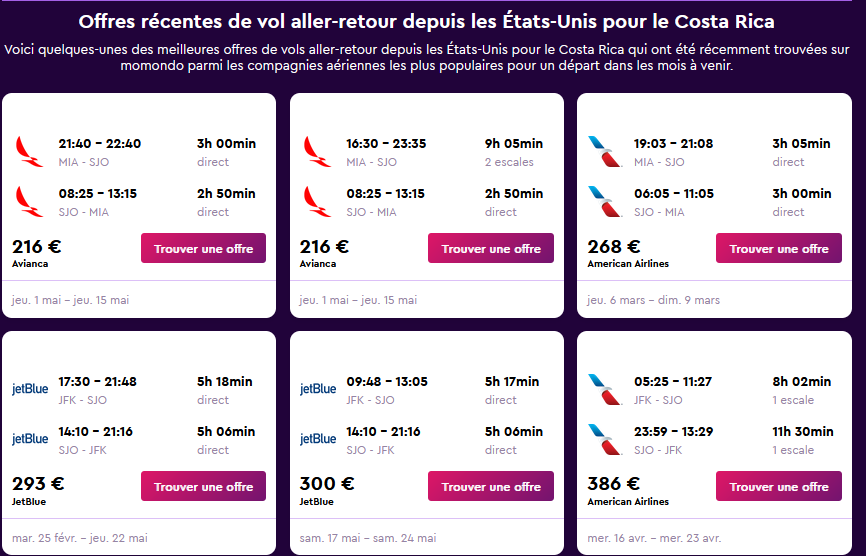 Offres récentes de vol aller-retour depuis les États-Unis pour le Costa Rica
Voici quelques-unes des meilleures offres de vols aller-retour depuis les États-Unis pour le Costa Rica qui ont été récemment trouvées sur
momondo parmi les compagnies aériennes les plus populaires pour un départ dans les mois à venir.
21:40 – 22:40 3h 00min
MIA - SJO direct
08:25 – 13:15 2h 50min
SJO - MIA direct
216 € Trouver une offre
Avianca
jeu. 1 mai – jeu. 15 mai
16:30 – 23:35 9h 05min
MIA - SJO 2 escales
08:25 – 13:15 2h 50min
SJO - MIA direct
216 € Trouver une offre
Avianca
jeu. 1 mai – jeu. 15 mai
19:03 – 21:08 3h 05min
MIA - SJO direct
06:05 – 11:05 3h 00min
SJO - MIA direct
268 € Trouver une offre
American Airlines
jeu. 6 mars – dim. 9 mars
jetBlue 17:30 – 21:48 5h 18min
JFK - SJO direct
jetBlue 14:10 – 21:16 5h 06min
SJO - JFK direct
293 € Trouver une offre
JetBlue
mar. 25 févr. – jeu. 22 mai
jetBlue 09:48 – 13:05 5h 17min
JFK - SJO direct
jetBlue 14:10 – 21:16 5h 06min
SJO - JFK direct
300 € Trouver une offre
JetBlue
sam. 17 mai – sam. 24 mai
05:25 – 11:27 8h 02min
JFK - SJO 1 escale
23:59 – 13:29 11h 30min
SJO - JFK 1 escale
386 € Trouver une offre
American Airlines
mer. 16 avr. – mer. 23 avr.